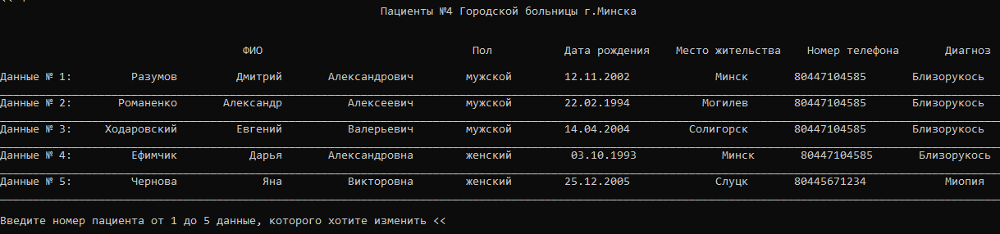 Пациенты №4 Городской больницы г.Минска
ФИО Пол Дата рождения Место жительства Номер телефона Диагноз
Данные № 1: Разумов Дмитрий Александрович мужской 12.11.2002 Минск 80447104585 Близорукось
Данные № 2: Романенко Александр Алексеевич мужской 22.02.1994 Могилев 80447104585 Близорукось
Данные № 3: Ходаровский Евгений Валерьевич мужской 14.04.2004 Солигорск 80447104585 Близорукось
Данные № 4: Ефимчик Дарья Александровна женский 03.10.1993 Минск 80447104585 Близорукось
Данные № 5: Чернова Яна Викторовна женский 25.12.2005 Слуцк 80445671234 Миопия
Введите номер пациента от 1 до 5 данные, которого хотите изменить <<